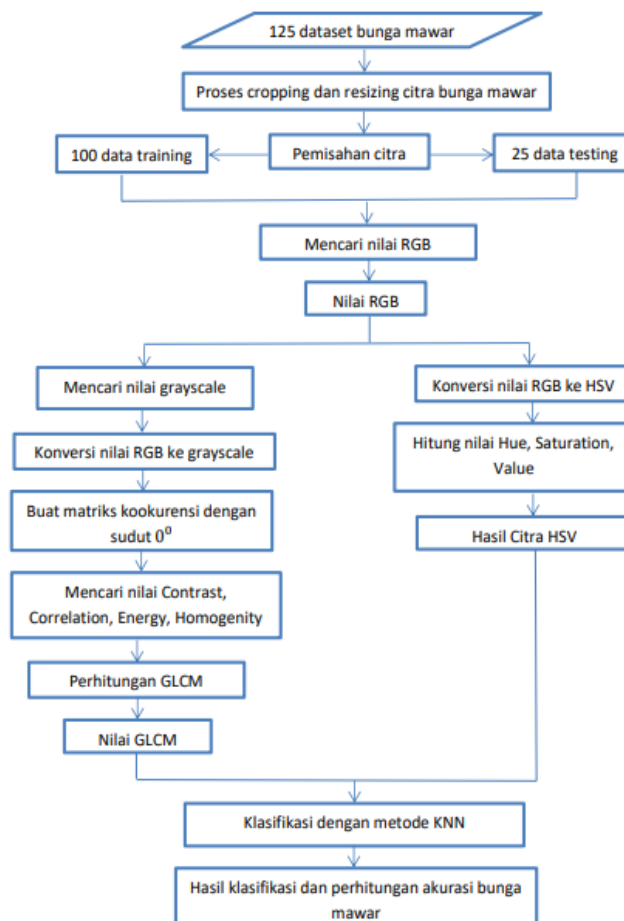 125 dataset bunga mawar
Proses cropping dan resizing citra bunga mawar
100 data training
Pemisahan citra
25 data testing
Mencari nilai RGB
Nilai RGB
Mencari nilai grayscale
Konversi nilai RGB ke grayscale
Buat matriks kookurensi dengan
sudut 0⁰
Mencari nilai Contrast,
Correlation, Energy, Homogenity
Perhitungan GLCM
Nilai GLCM
Konversi nilai RGB ke HSV
Hitung nilai Hue, Saturation,
Value
Hasil Citra HSV
Klasifikasi dengan metode KNN
Hasil klasifikasi dan perhitungan akurasi bunga
mawar